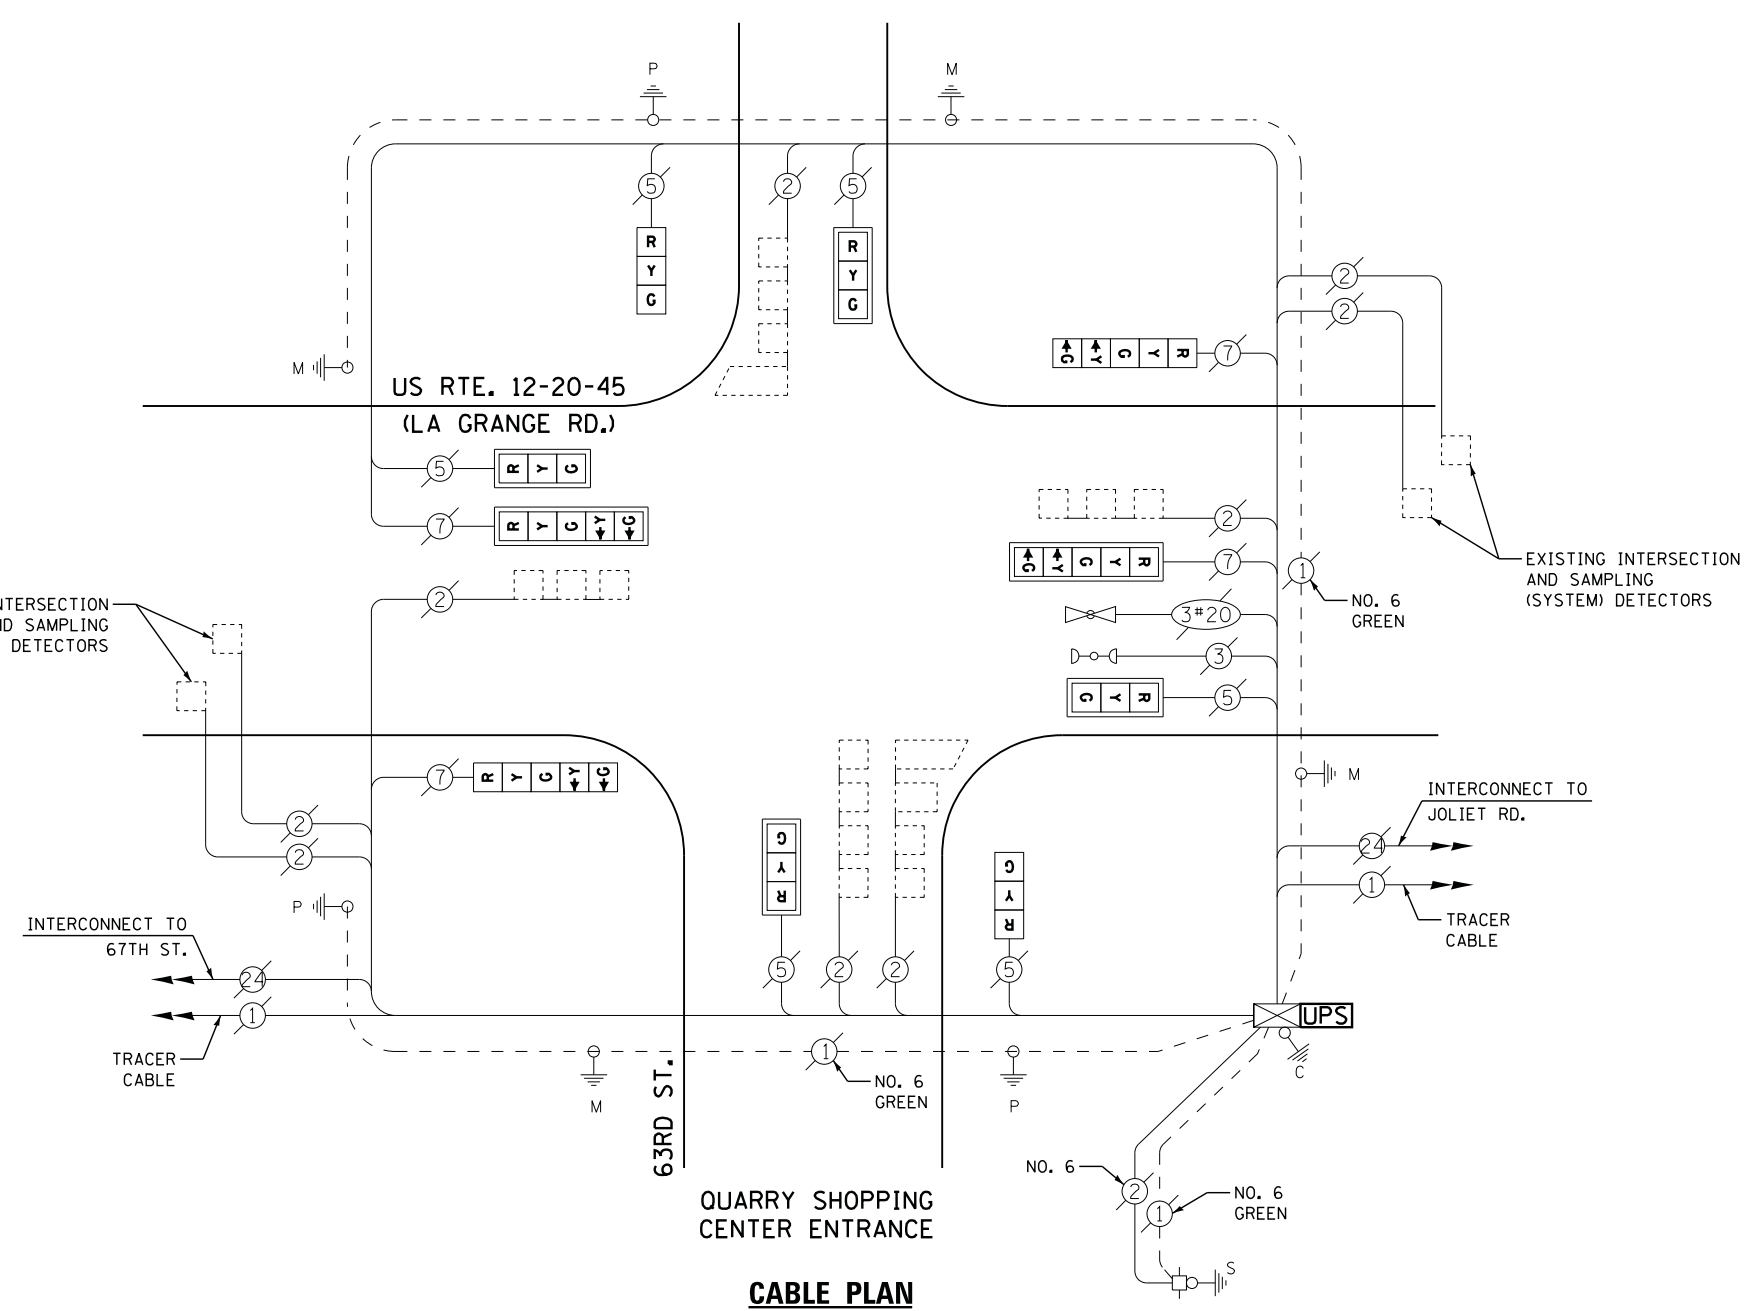 P
M
5
2
5
R
Y
G
R
Y
G
2
2
M
G Y G Y R
7
US RTE. 12-20-45
(LA GRANGE RD.)
5
R Y G
7
R Y G Y G
2
2
G Y G Y R
7
3#20
3
G Y R
5
1
NO. 6
GREEN
EXISTING INTERSECTION
AND SAMPLING
(SYSTEM) DETECTORS
INTERSECTION
SAMPLING
DETECTORS
7
R Y G Y G
2
2
M
INTERCONNECT TO
JOLIET RD.
24
1
TRACER
CABLE
P
INTERCONNECT TO
67TH ST.
24
1
TRACER
CABLE
G
Y
R
G
Y
R
5
2
2
5
UPS
C
M
1
NO. 6
GREEN
P
63RD ST.
NO. 6
2
1
NO. 6
GREEN
S
QUARRY SHOPPING
CENTER ENTRANCE
CABLE PLAN